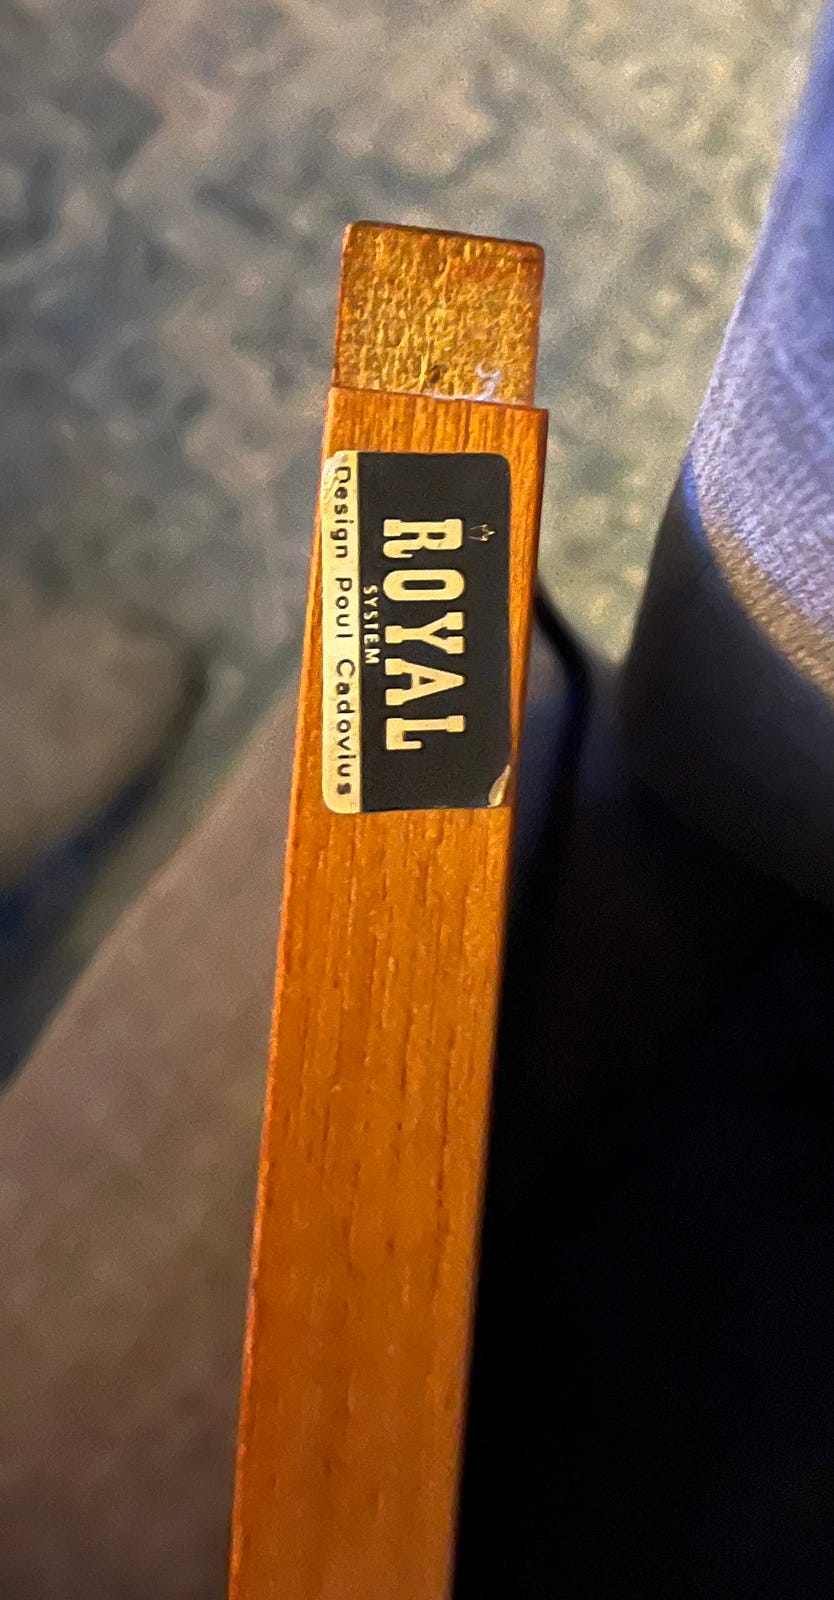 ROYAL
SYSTEM
Design Poul Cadovius